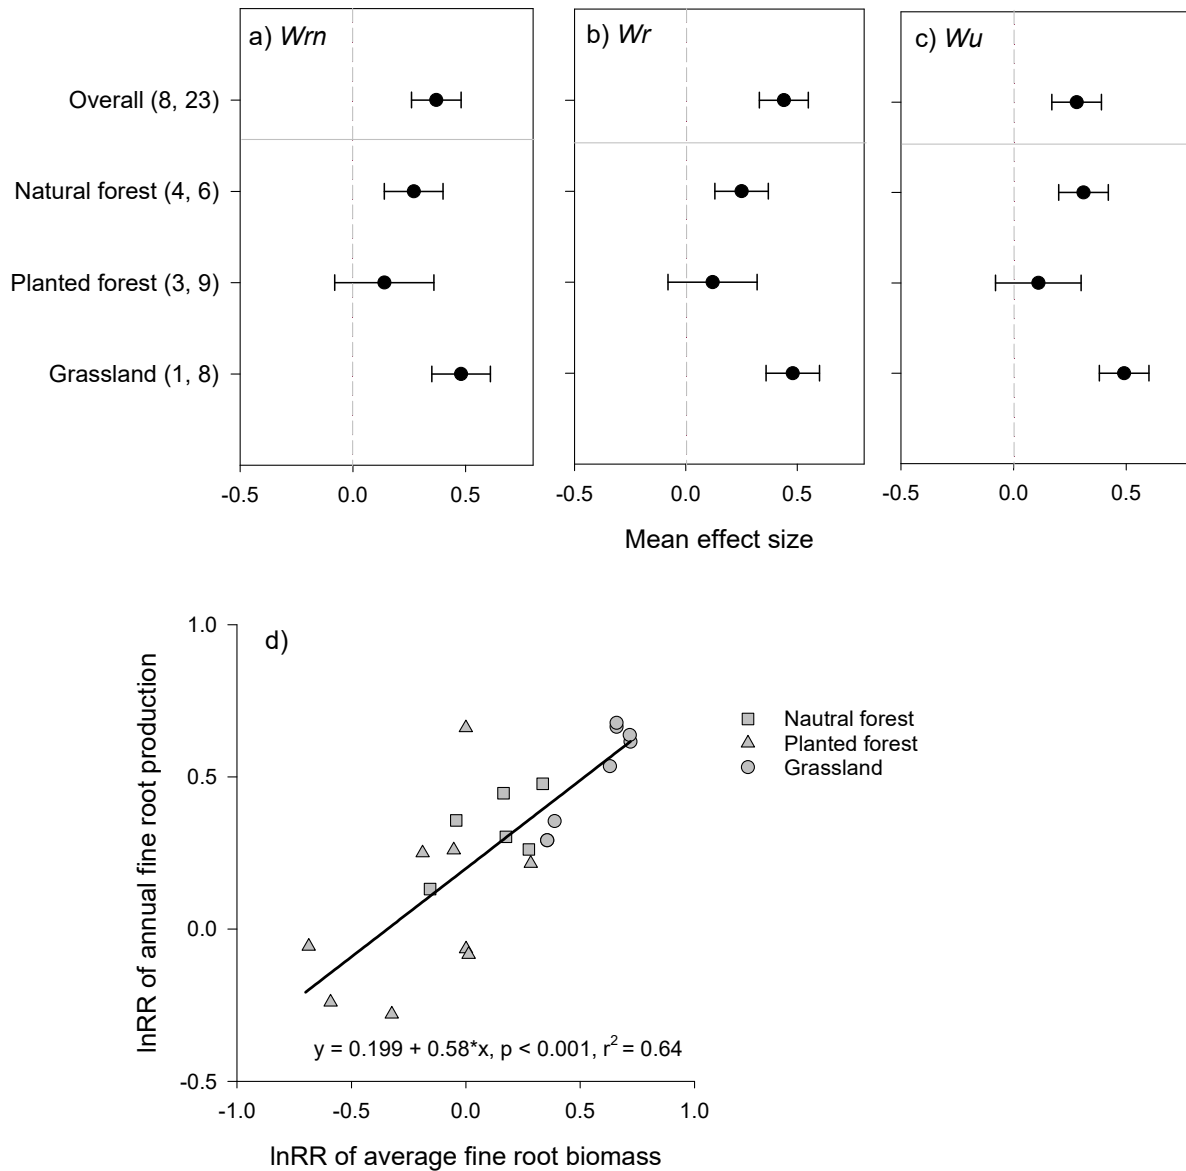 a) Wrn
b) Wr
c) Wu
Overall (8, 23)
Natural forest (4, 6)
Planted forest (3, 9)
Grassland (1, 8)
-0.5 0.0 0.5
-0.5 0.0 0.5
-0.5 0.0 0.5
Mean effect size
d)
lnRR of annual fine root production
1.0
0.5
0.0
-0.5
Nautral forest
Planted forest
Grassland
y = 0.199 + 0.58*x, p < 0.001, r² = 0.64
-1.0 -0.5 0.0 0.5 1.0
lnRR of average fine root biomass